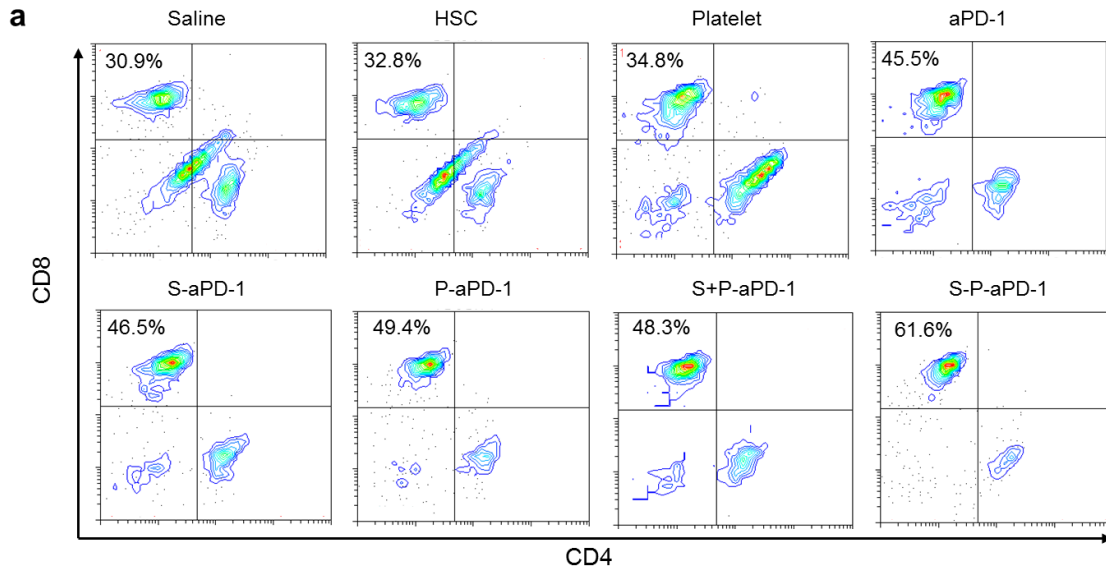 a
Saline
HSC
Platelet
aPD-1
30.9%
32.8%
34.8%
45.5%
CD8
S-aPD-1
P-aPD-1
S+P-aPD-1
S-P-aPD-1
46.5%
49.4%
48.3%
61.6%
CD4